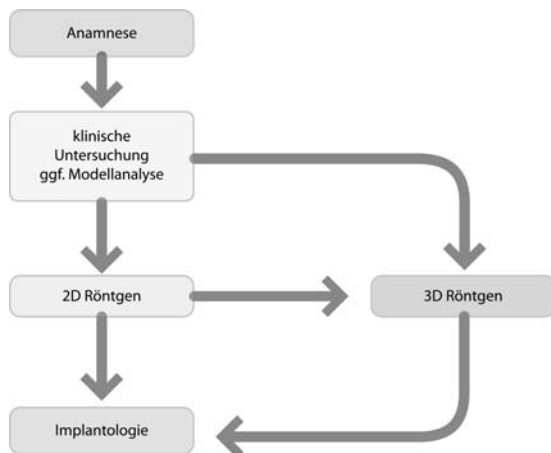 Anamnese
klinische
Untersuchung
ggf. Modellanalyse
2D Röntgen
3D Röntgen
Implantologie